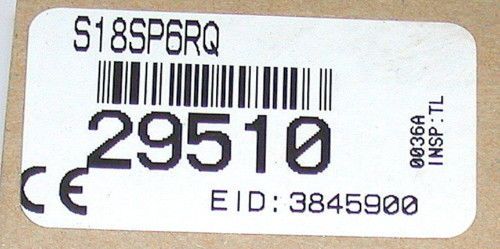 S18SP6RQ
29510
CE
EID: 3845900
0036A
INSP: TL